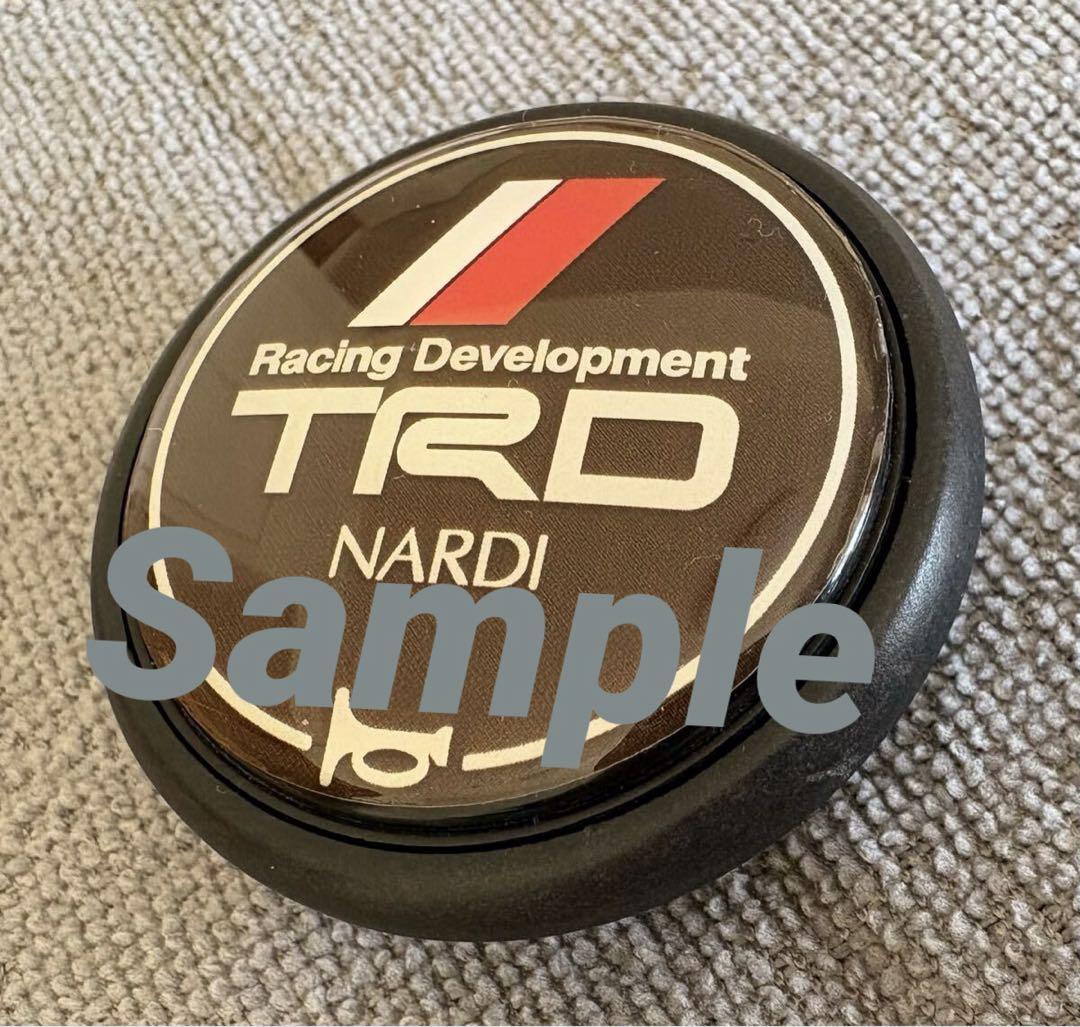 Racing Development
TRD
NARDI
Sample